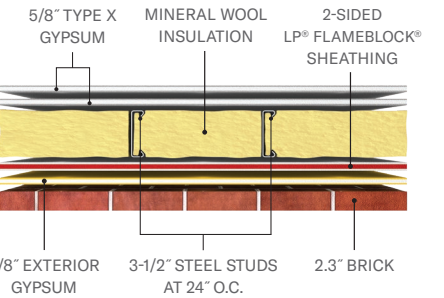 5/8″ TYPE X
GYPSUM
MINERAL WOOL
INSULATION
2-SIDED
LP® FLAMEBLOCK®
SHEATHING
/8″ EXTERIOR
GYPSUM
3-1/2″ STEEL STUDS
AT 24″ O.C.
2.3″ BRICK